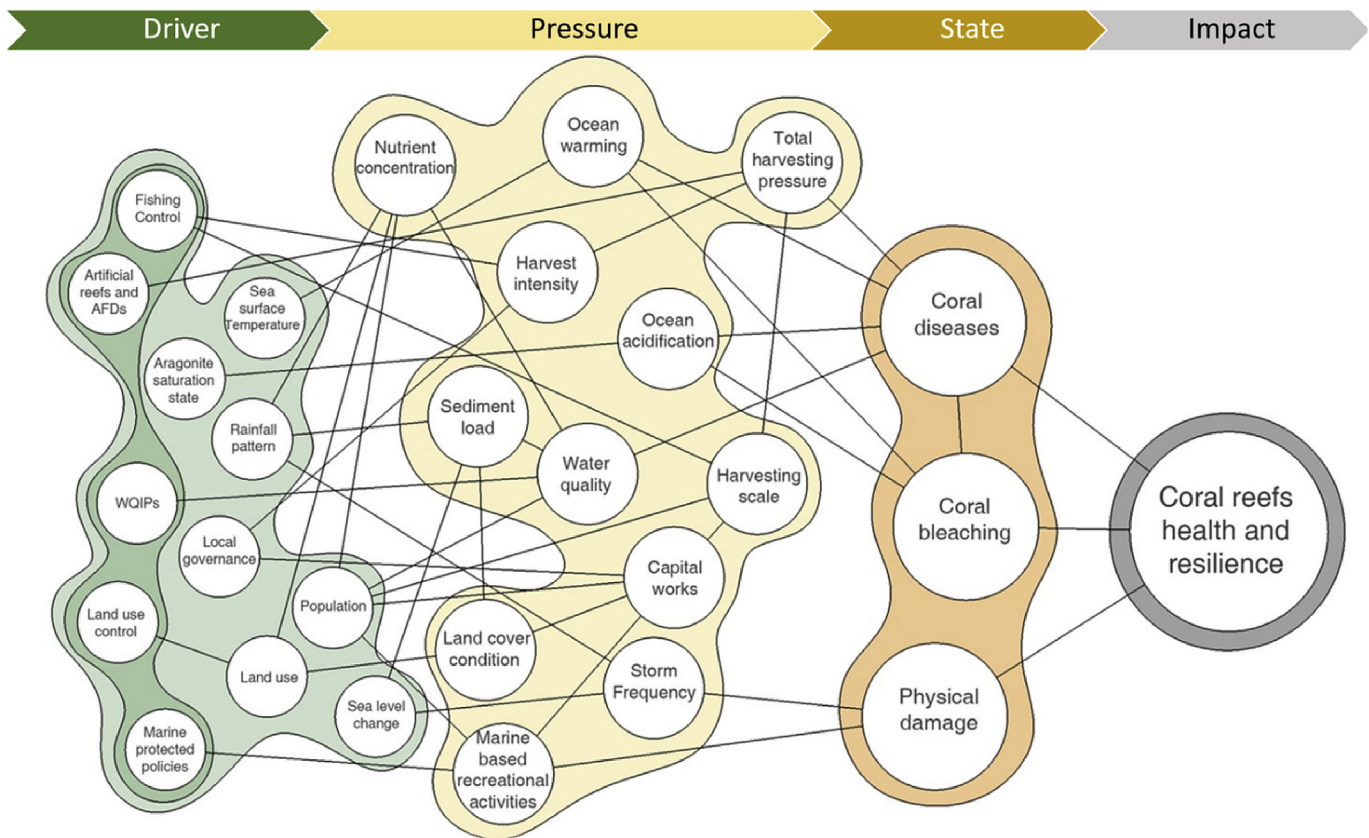 Driver
Pressure
State
Impact
Fishing
Control
Artificial
reefs and
AFDs
Sea
surface
Temperature
Aragonite
saturation
state
Rainfall
pattern
WQIPs
Local
governance
Population
Land use
control
Land use
Sea level
change
Marine
protected
policies
Nutrient
concentration
Ocean
warming
Total
harvesting
pressure
Harvest
intensity
Ocean
acidification
Sediment
load
Water
quality
Harvesting
scale
Capital
works
Land cover
condition
Storm
Frequency
Marine
based
recreational
activities
Coral
diseases
Coral
bleaching
Physical
damage
Coral reefs
health and
resilience